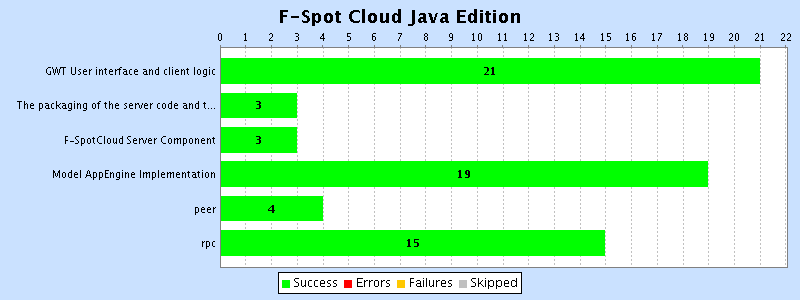 F-Spot Cloud Java Edition
0 1 2 3 4 5 6 7 8 9 10 11 12 13 14 15 16 17 18 19 20 21 22
GWT User interface and client logic 21
The packaging of the server code and t... 3
F-SpotCloud Server Component 3
Model AppEngine Implementation 19
peer 4
rpc 15
Success Errors Failures Skipped